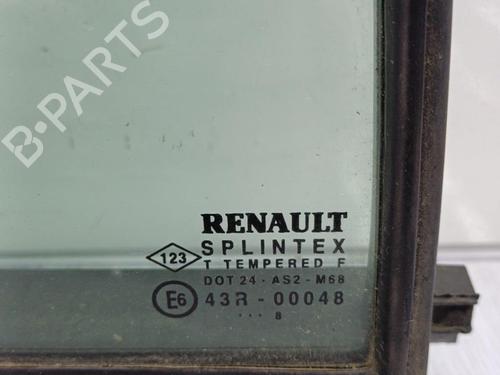 B-PARTS
RENAULT
123 SPLINTEX
T TEMPERED F
DOT 24 · AS2 - M68
E6 43R - 00048
··· 8